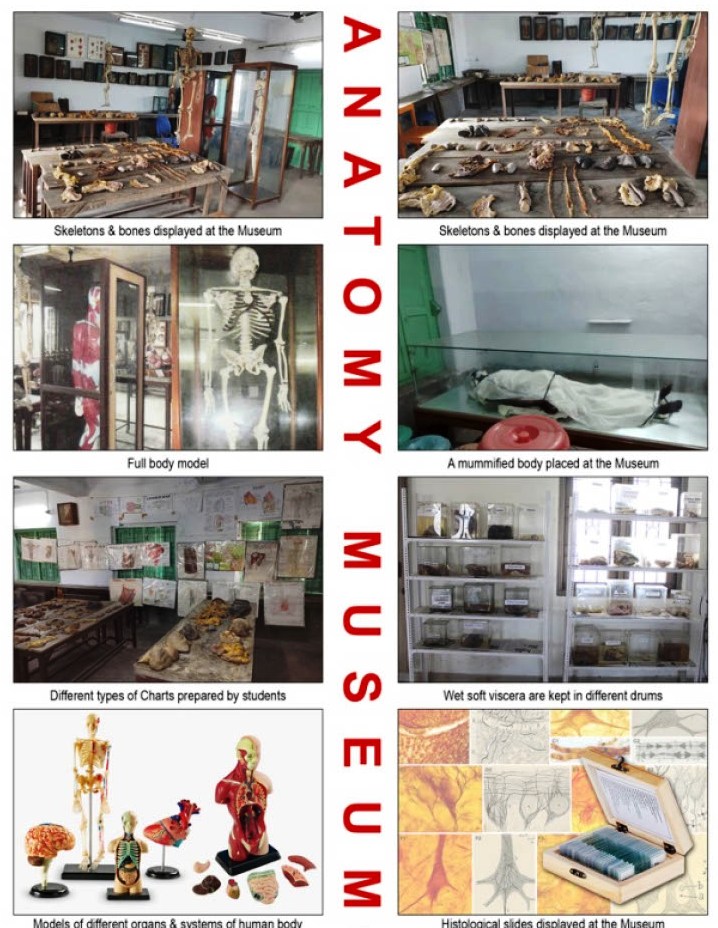 ANATOMY MUSEUM
Skeletons & bones displayed at the Museum
Skeletons & bones displayed at the Museum
Full body model
A mummified body placed at the Museum
Different types of Charts prepared by students
Wet soft viscera are kept in different drums
Models of different organs & systems of human body
Histological slides displayed at the Museum